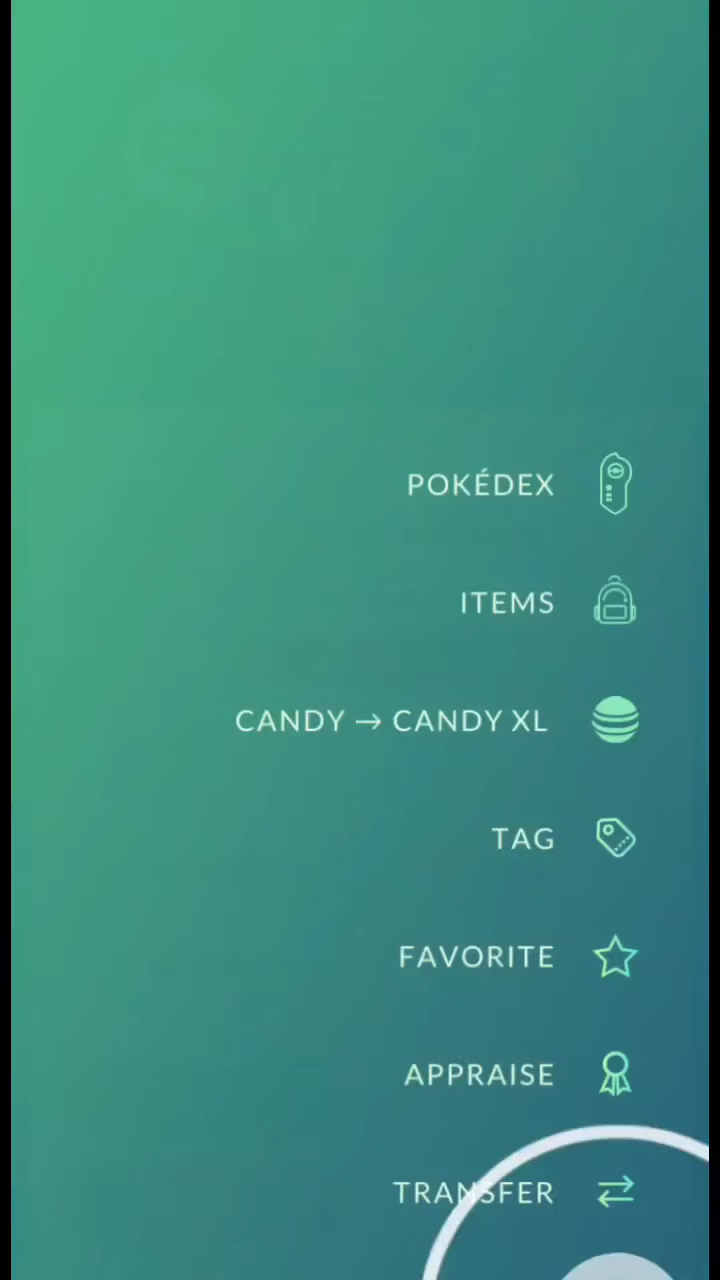 POKÉDEX
ITEMS
CANDY → CANDY XL
TAG
FAVORITE
APPRAISE
TRANSFER